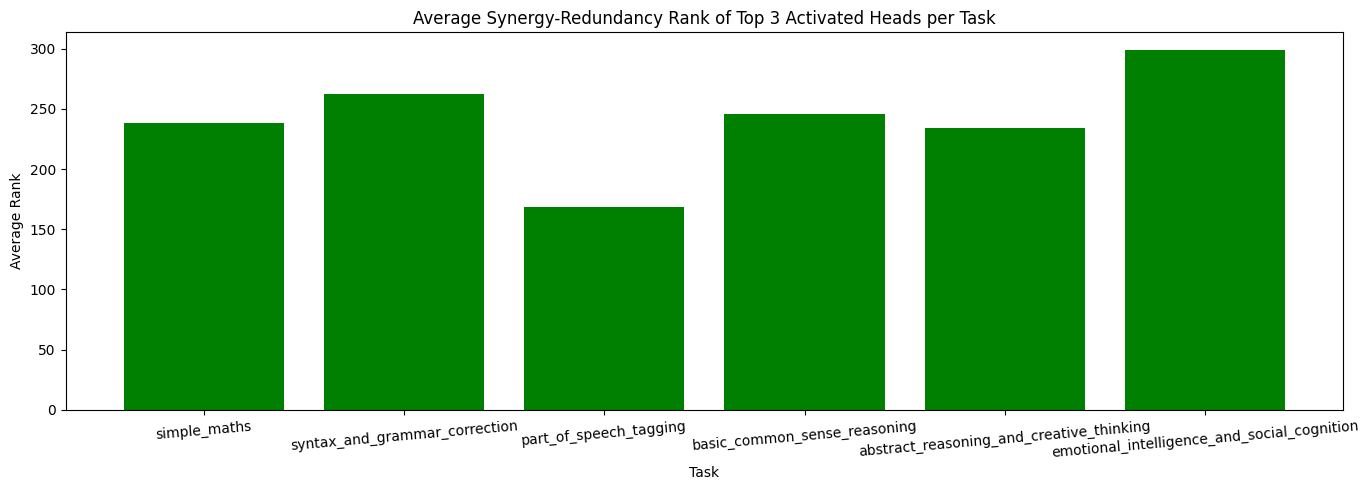 Average Synergy-Redundancy Rank of Top 3 Activated Heads per Task
Average Rank
300
250
200
150
100
50
0
simple_maths
syntax_and_grammar_correction
part_of_speech_tagging
basic_common_sense_reasoning
abstract_reasoning_and_creative_thinking
emotional_intelligence_and_social_cognition
Task